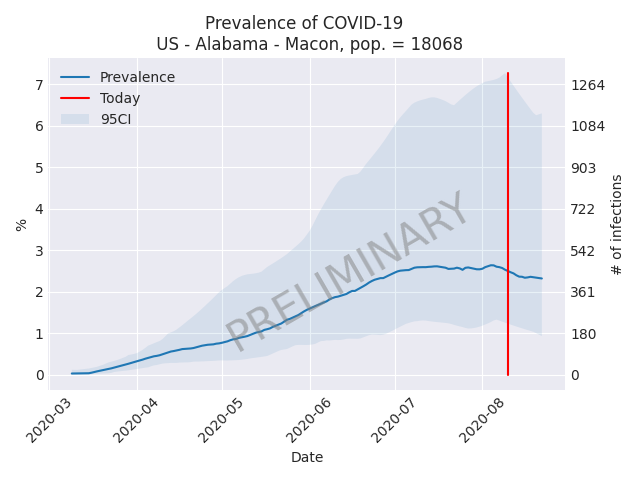 Prevalence of COVID-19
US - Alabama - Macon, pop. = 18068
Prevalence
Today
95CI
7
6
5
4
3
2
1
0
%
1264
1084
903
722
542
361
180
0
# of infections
PRELIMINARY
2020-03
2020-04
2020-05
2020-06
2020-07
2020-08
Date